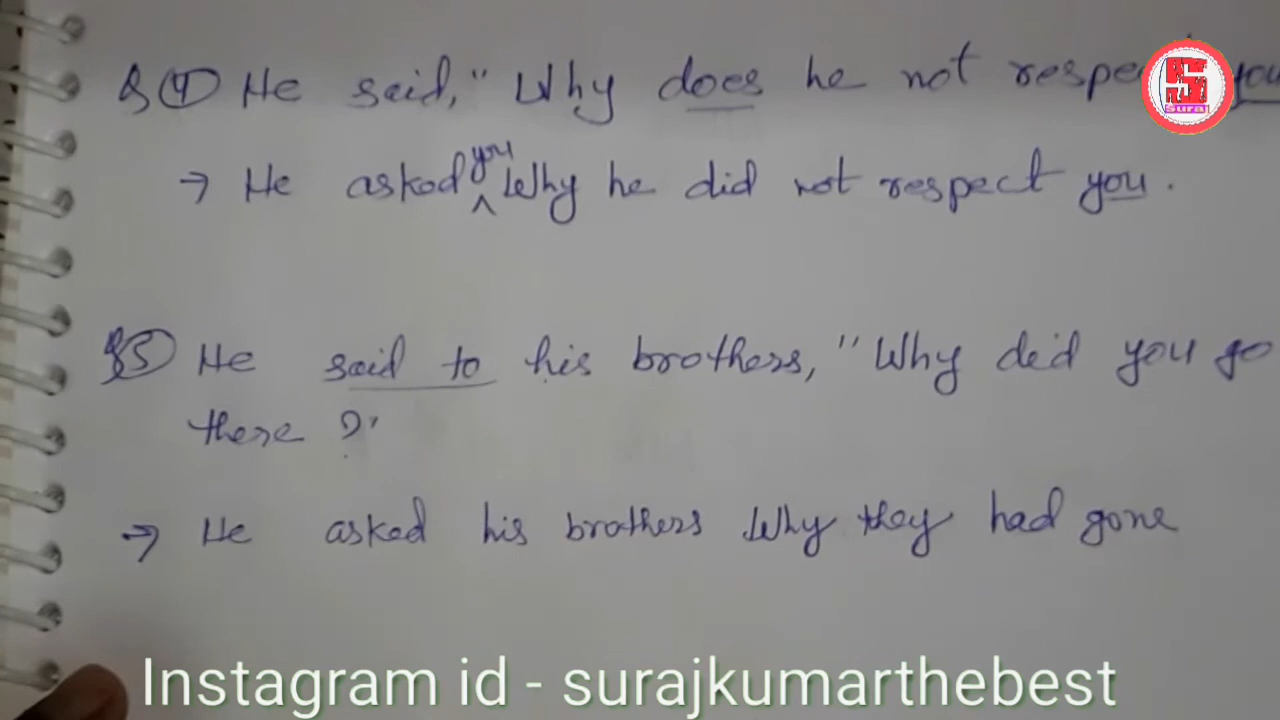 Q④ He said, "Why does he not respect you
S
Suraj
you
→ He asked ^ Why he did not respect you.
Q5) He said to his brothers, "Why did you go
there ?"
→ He asked his brothers Why they had gone
Instagram id - surajkumarthebest